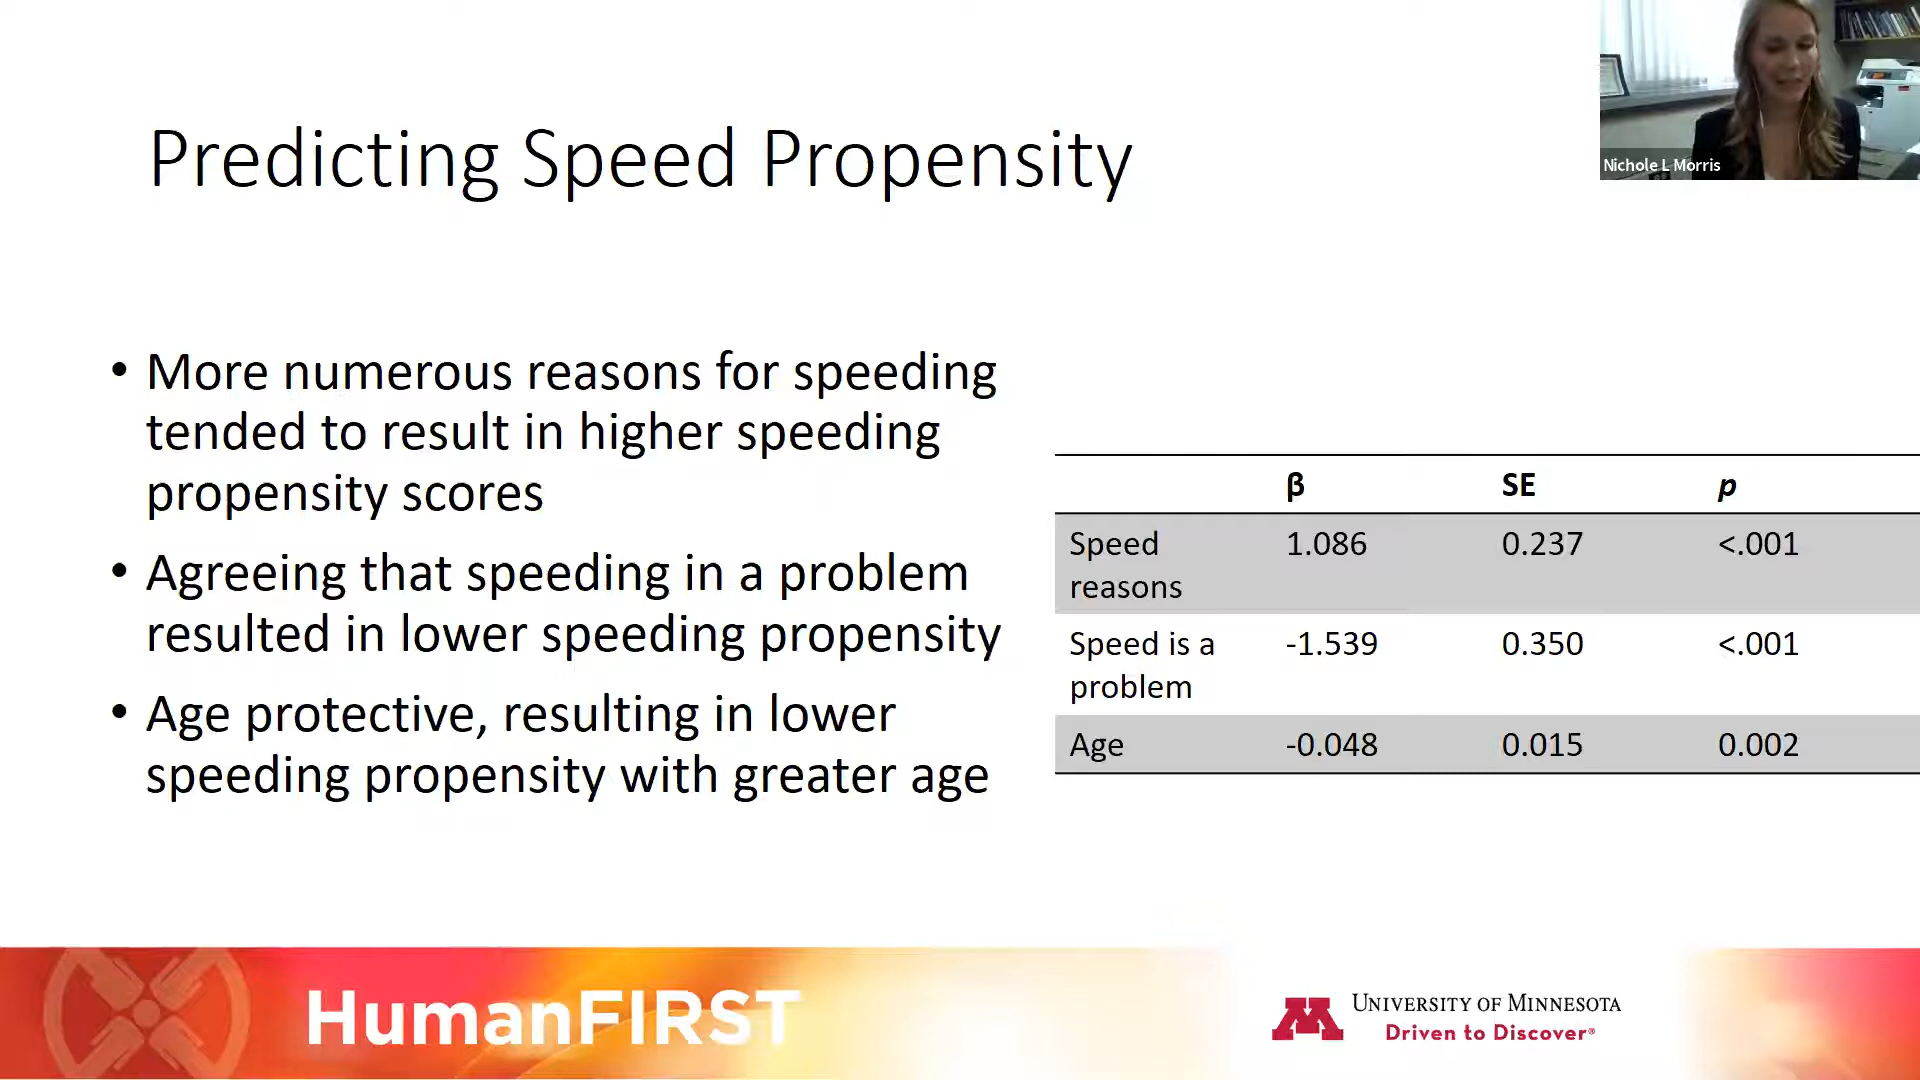 Predicting Speed Propensity
Nichole L Morris
• More numerous reasons for speeding
tended to result in higher speeding
propensity scores
• Agreeing that speeding in a problem
resulted in lower speeding propensity
• Age protective, resulting in lower
speeding propensity with greater age
β SE p
Speed reasons 1.086 0.237 <.001
Speed is a problem -1.539 0.350 <.001
Age -0.048 0.015 0.002
HumanFIRST
M
UNIVERSITY OF MINNESOTA
Driven to Discover®